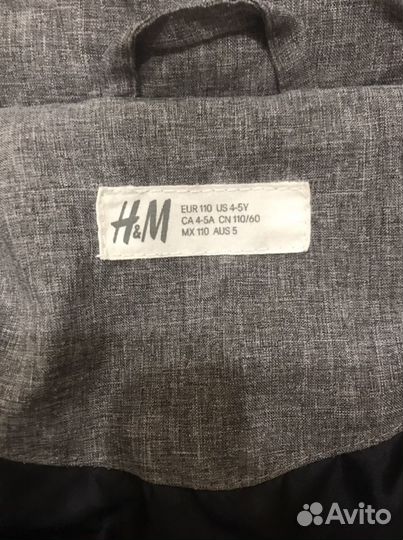 H&M
EUR 110 US 4-5Y
CA 4-5A CN 110/60
MX 110 AUS 5
Avito